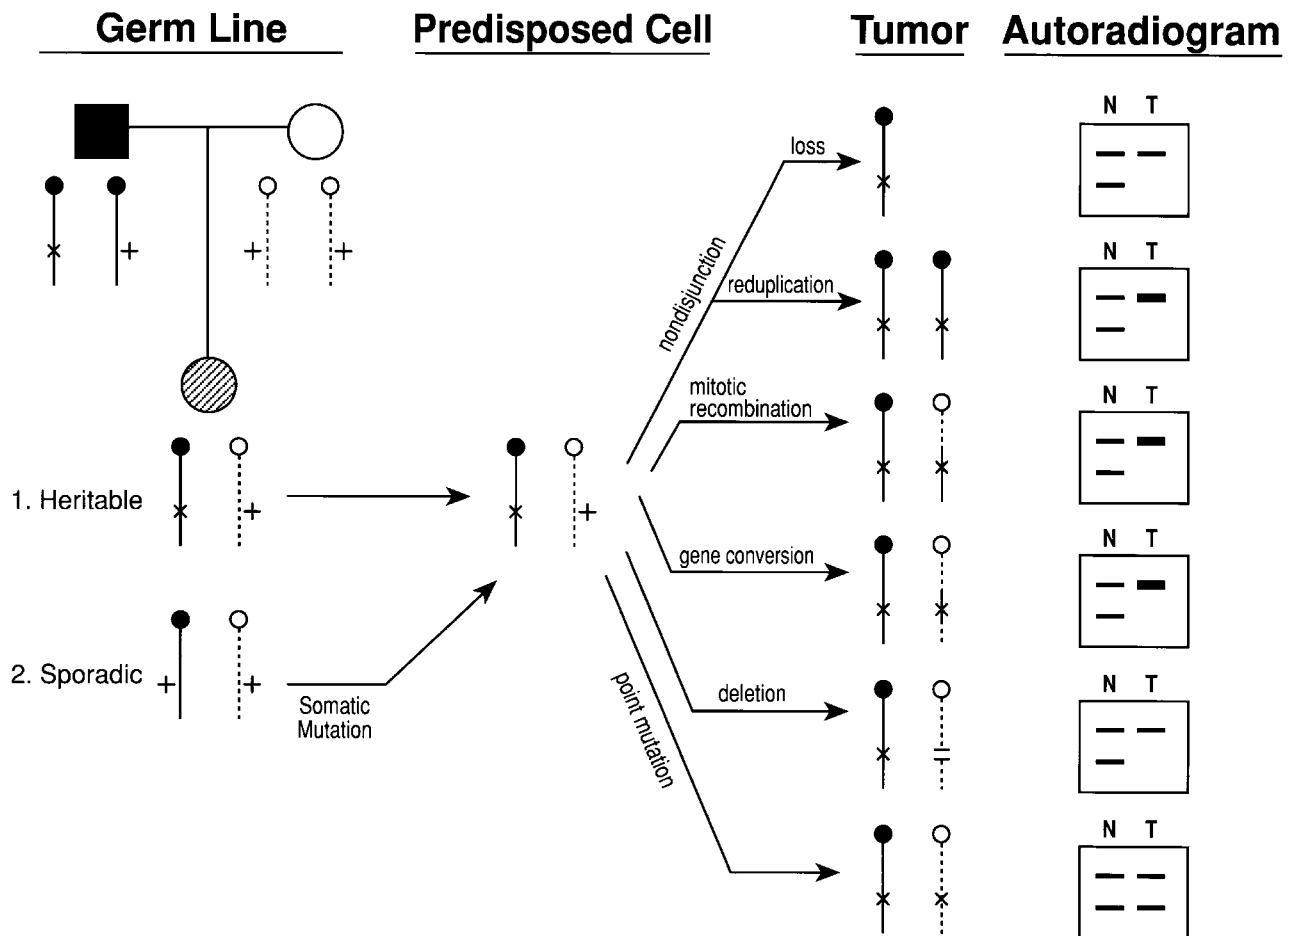 Germ Line
Predisposed Cell
Tumor
Autoradiogram
N T
loss
+
+
+
nondisjunction
N T
reduplication
N T
mitotic
recombination
1. Heritable
+
+
N T
gene conversion
2. Sporadic
+
+
Somatic
Mutation
N T
deletion
point mutation
N T